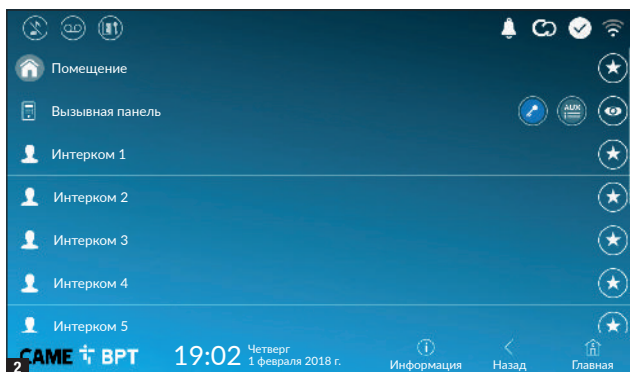 Помещение
Вызывная панель
AUX
Интерком 1
Интерком 2
Интерком 3
Интерком 4
Интерком 5
2
CAME BPT
19:02
Четверг
1 февраля 2018 г.
Информация
Назад
Главная